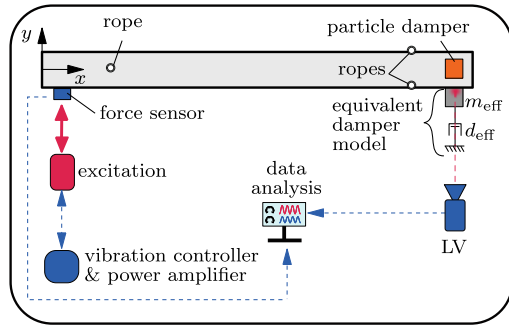 rope
particle damper
y
x
ropes
force sensor
equivalent
damper
model
m_eff
d_eff
excitation
data
analysis
vibration controller
& power amplifier
LV